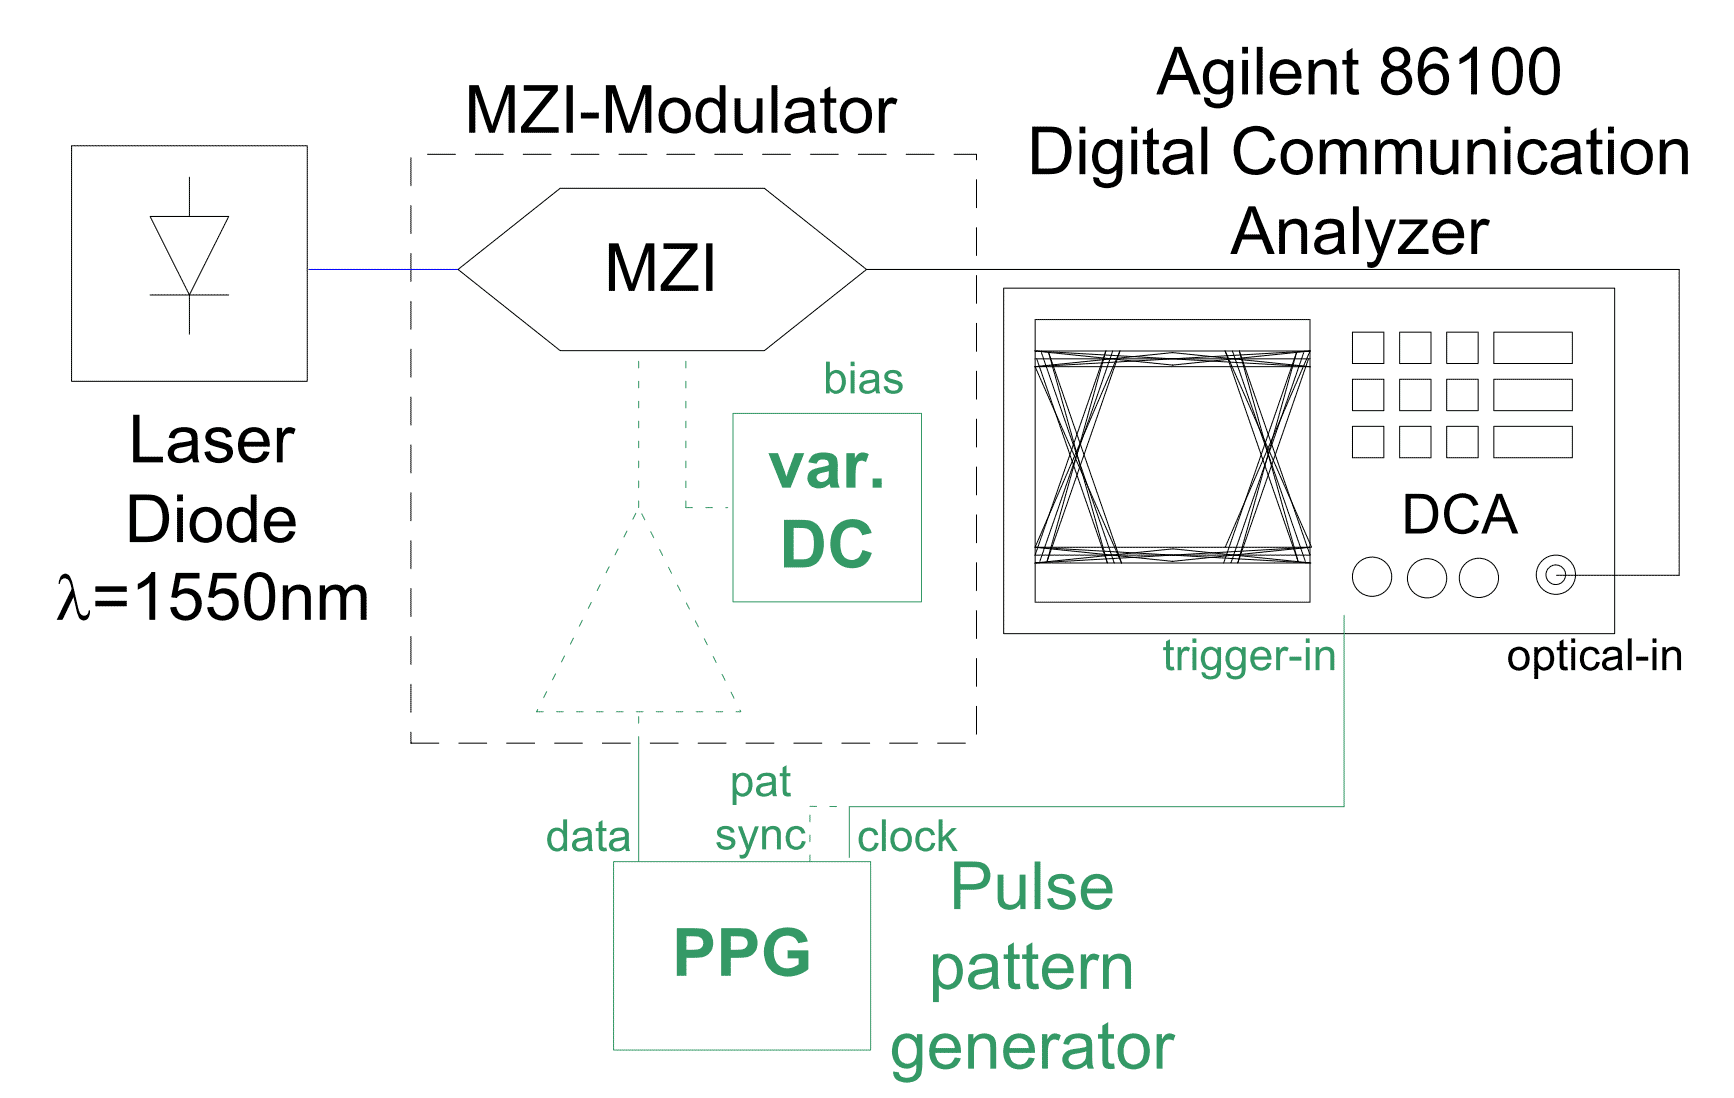 Agilent 86100
Digital Communication
Analyzer
MZI-Modulator
MZI
Laser
Diode
λ=1550nm
bias
var.
DC
DCA
trigger-in
optical-in
pat
sync
data
clock
PPG
Pulse
pattern
generator